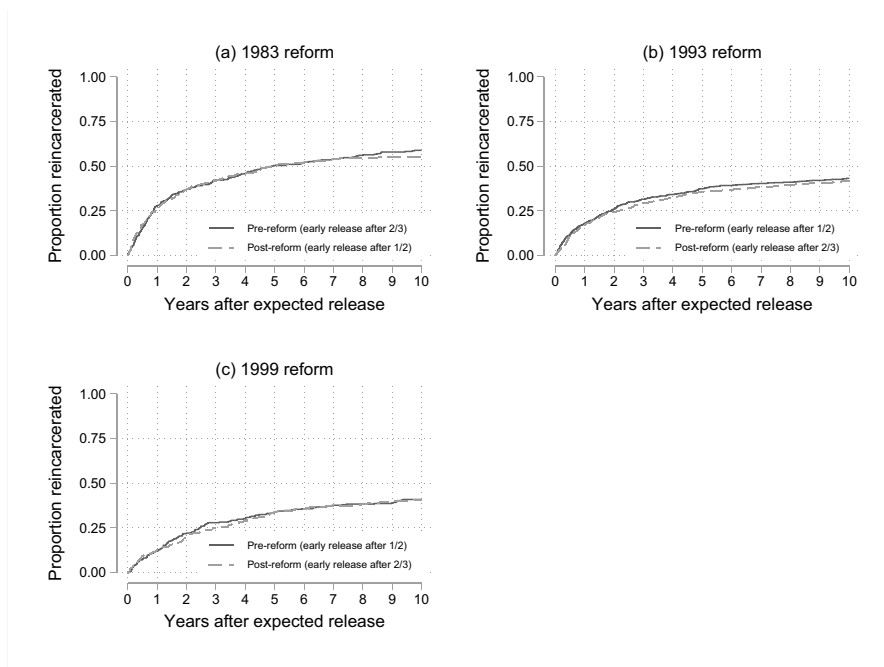 (a) 1983 reform
Proportion reincarcerated
1.00
0.75
0.50
0.25
0.00
Pre-reform (early release after 2/3)
Post-reform (early release after 1/2)
0 1 2 3 4 5 6 7 8 9 10
Years after expected release
(b) 1993 reform
Proportion reincarcerated
1.00
0.75
0.50
0.25
0.00
Pre-reform (early release after 1/2)
Post-reform (early release after 2/3)
0 1 2 3 4 5 6 7 8 9 10
Years after expected release
(c) 1999 reform
Proportion reincarcerated
1.00
0.75
0.50
0.25
0.00
Pre-reform (early release after 1/2)
Post-reform (early release after 2/3)
0 1 2 3 4 5 6 7 8 9 10
Years after expected release